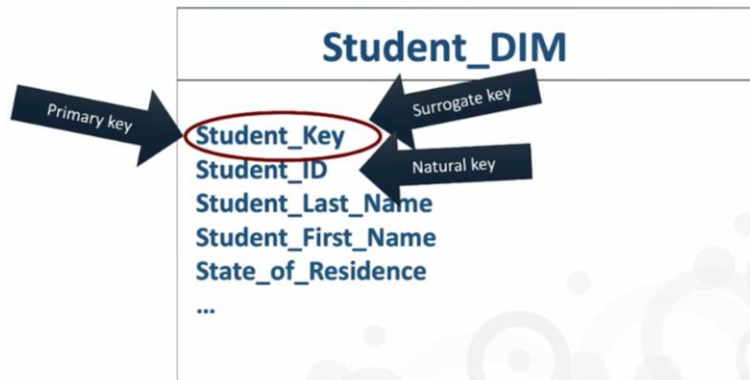 Student_DIM
Primary key
Surrogate key
Student_Key
Student_ID
Natural key
Student_Last_Name
Student_First_Name
State_of_Residence
...